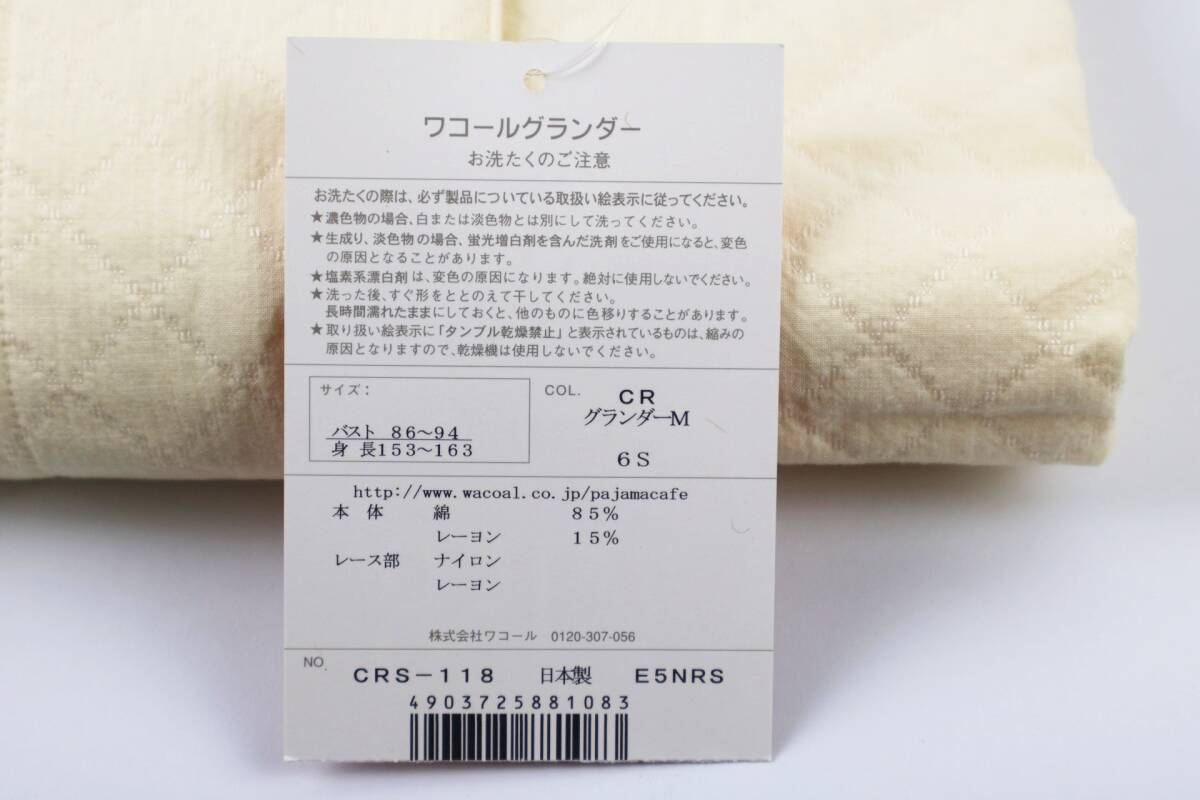 ワコールグランダー
お洗たくのご注意
お洗たくの際は、必ず製品についている取扱い絵表示に従ってください。
★濃色物の場合、白または淡色物とは別にして洗ってください。
★生成り、淡色物の場合、蛍光増白剤を含んだ洗剤をご使用になると、変色
の原因となることがあります。
★塩素系漂白剤は、変色の原因になります。絶対に使用しないでください。
★洗った後、すぐ形をととのえて干してください。
長時間濡れたままにしておくと、他のものに色移りすることがあります。
★取り扱い絵表示に「タンブル乾燥禁止」と表示されているものは、縮みの
原因となりますので、乾燥機は使用しないでください。
サイズ：
バスト 86～94
身長153～163
COL. CR
グランダーM
6S
http://www.wacoal.co.jp/pajamacafe
本体 綿 85%
レーヨン 15%
レース部 ナイロン
レーヨン
株式会社ワコール 0120-307-056
NO. CRS-118 日本製 E5NRS
4903725881083